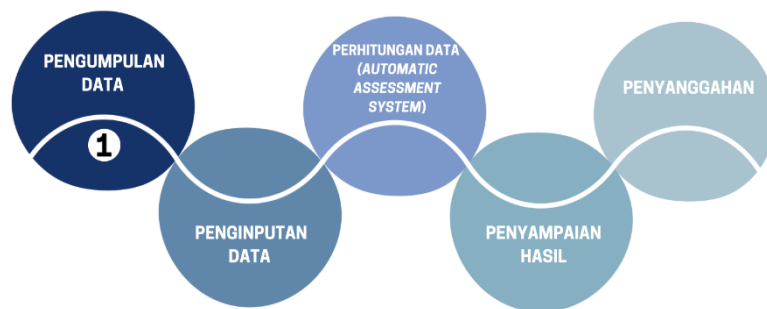 PENGUMPULAN
DATA
1
PENGINPUTAN
DATA
PERHITUNGAN DATA
(AUTOMATIC
ASSESSMENT
SYSTEM)
PENYAMPAIAN
HASIL
PENYANGGAHAN